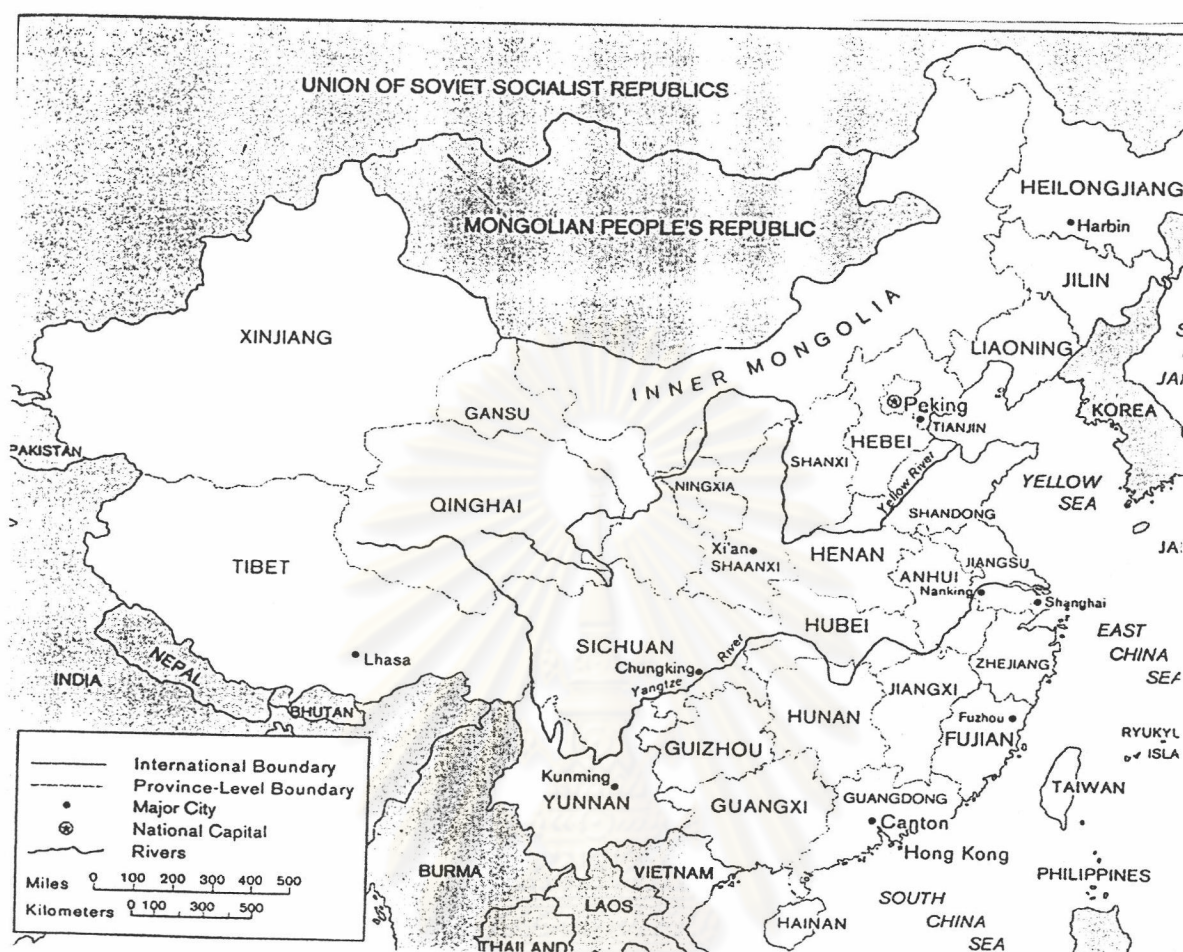 UNION OF SOVIET SOCIALIST REPUBLICS
MONGOLIAN PEOPLE'S REPUBLIC
HEILONGJIANG
Harbin
JILIN
XINJIANG
INNER MONGOLIA
LIAONING
GANSU
Peking
TIANJIN
KOREA
HEBEI
PAKISTAN
SHANXI
Yellow River
NINGXIA
YELLOW
SEA
QINGHAI
SHANDONG
Xi'an
SHAANXI
HENAN
JIANGSU
TIBET
ANHUI
Nanking
Shanghai
HUBEI
SICHUAN
EAST
CHINA
SEA
Lhasa
Chungking
Yangtze River
ZHEJIANG
NEPAL
INDIA
JIANGXI
BHUTAN
HUNAN
Fuzhou
FUJIAN
GUIZHOU
RYUKYU
ISLA
Kunming
YUNNAN
TAIWAN
GUANGXI
GUANGDONG
Canton
Hong Kong
BURMA
VIETNAM
PHILIPPINES
LAOS
HAINAN
SOUTH
CHINA
SEA
THAILAND
International Boundary
Province-Level Boundary
Major City
National Capital
Rivers
Miles 0 100 200 300 400 500
Kilometers 0 100 300 500